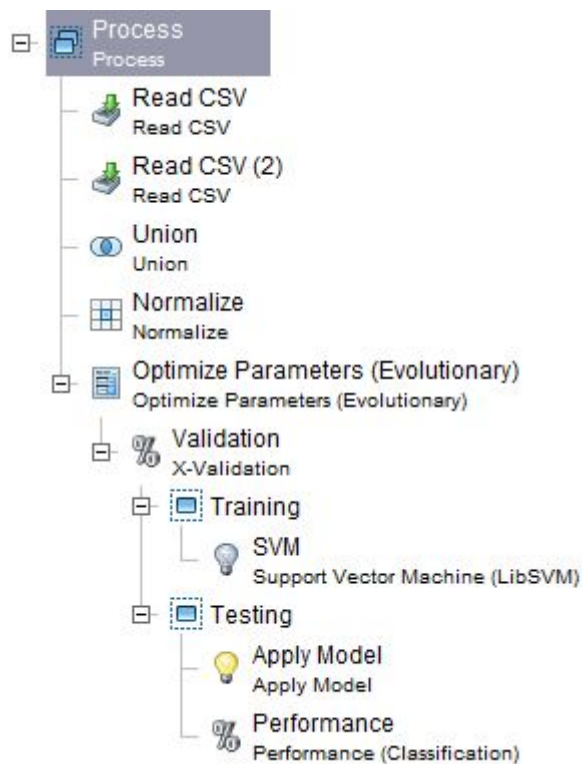 Process
Process
Read CSV
Read CSV
Read CSV (2)
Read CSV
Union
Union
Normalize
Normalize
Optimize Parameters (Evolutionary)
Optimize Parameters (Evolutionary)
Validation
X-Validation
Training
SVM
Support Vector Machine (LibSVM)
Testing
Apply Model
Apply Model
Performance
Performance (Classification)